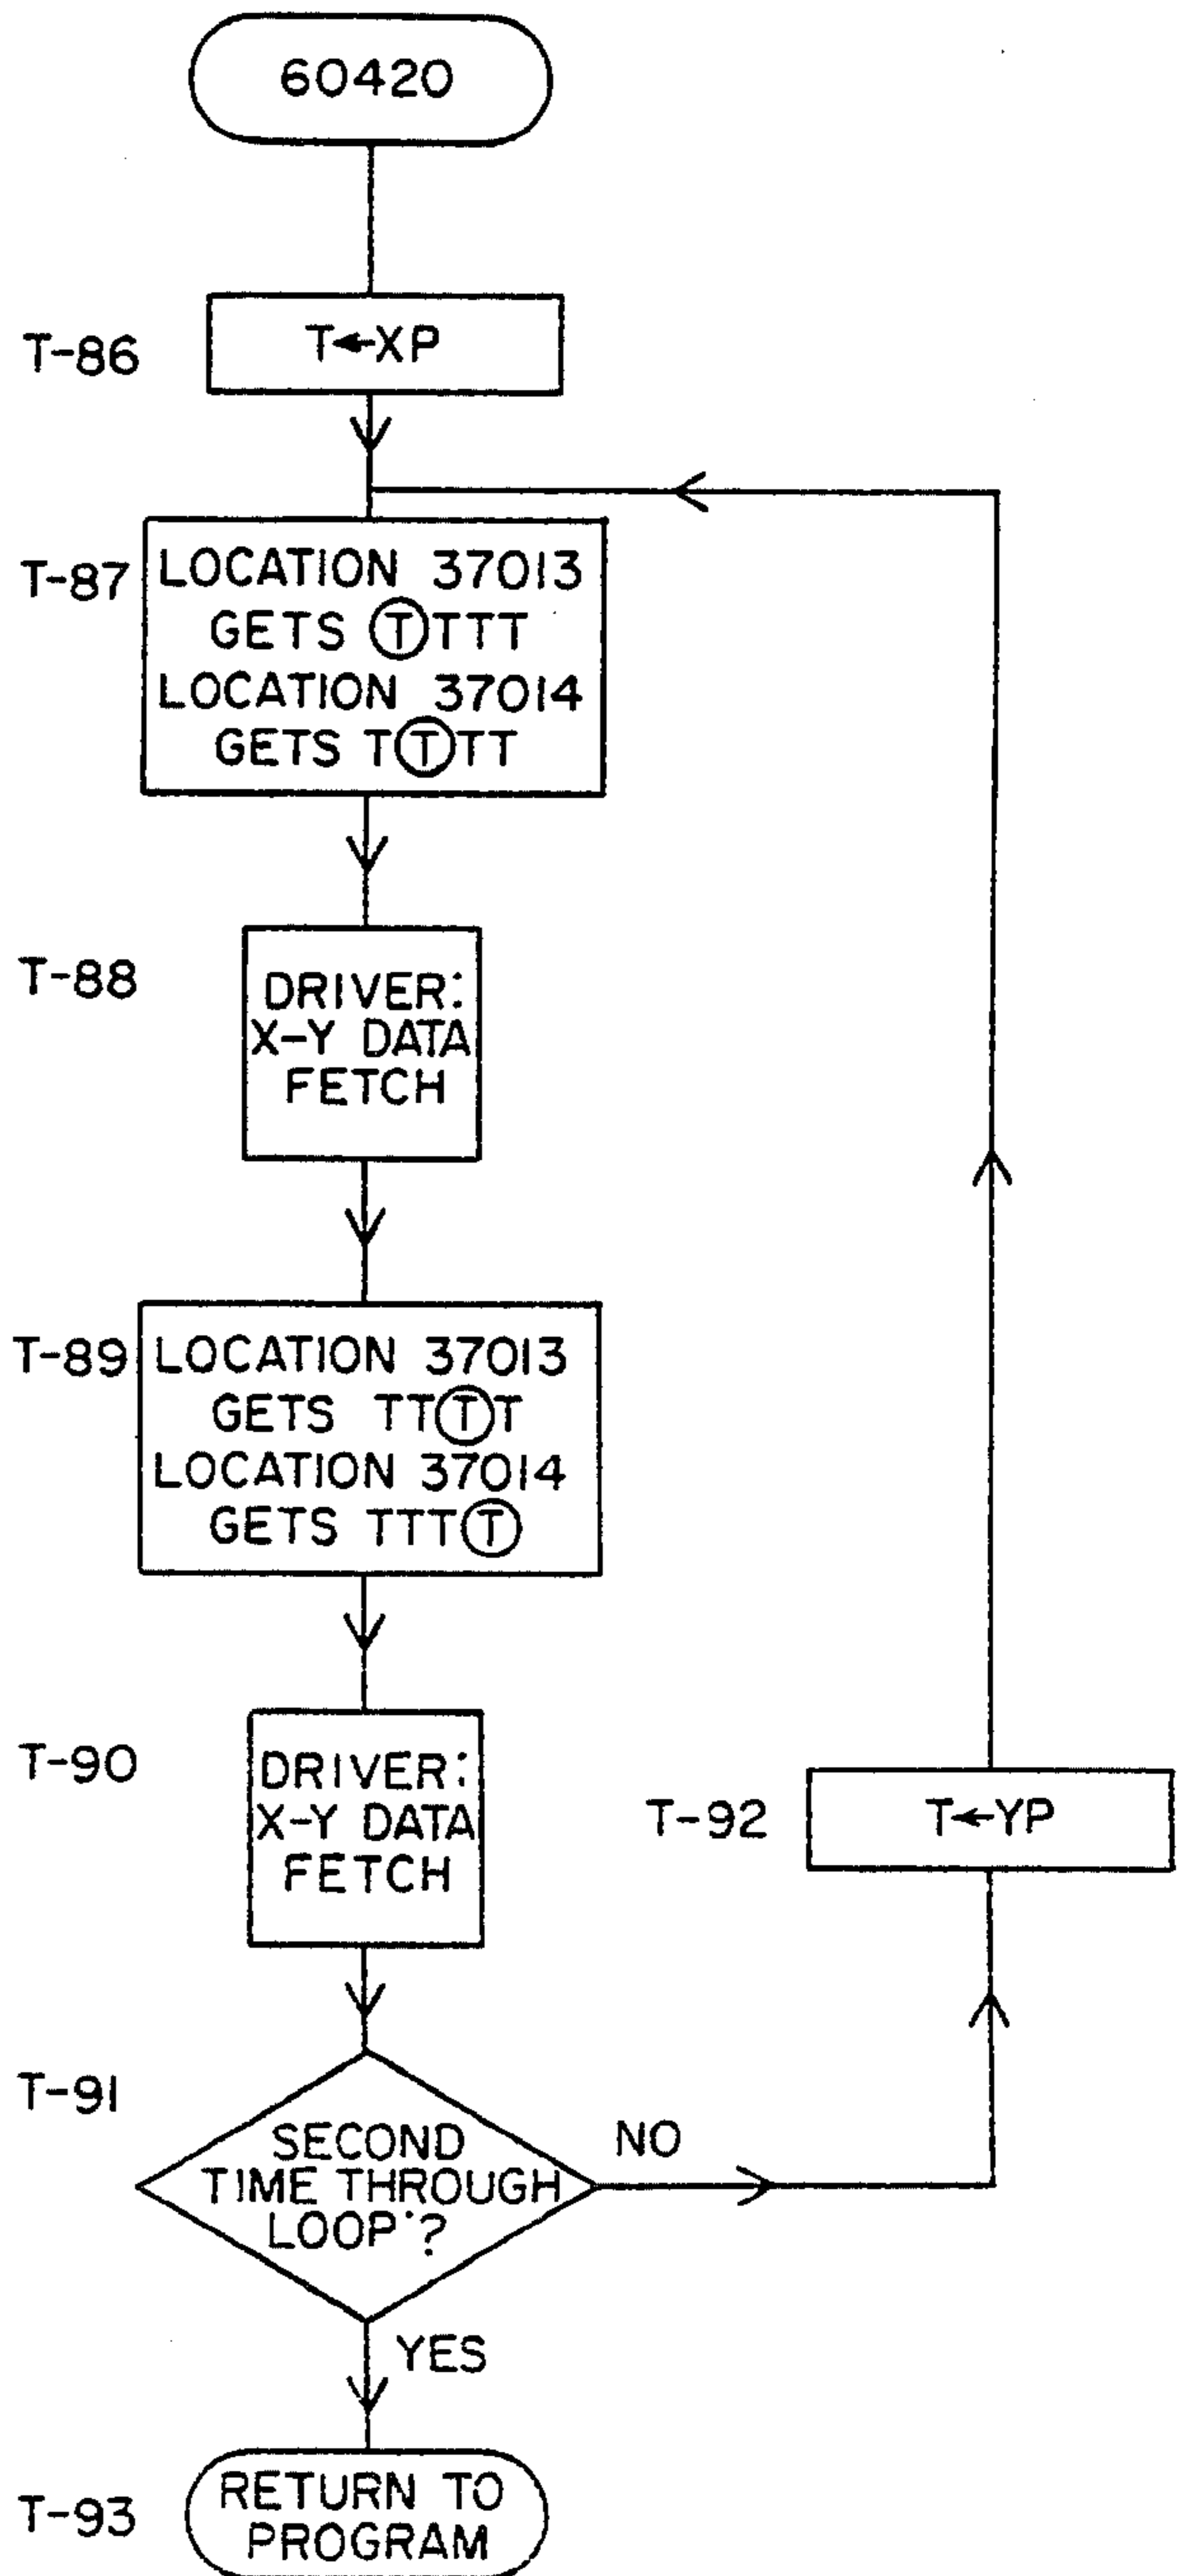 60420
T-86
T←XP
T-87
LOCATION 37013
GETS ⓉTTT
LOCATION 37014
GETS TⓉTT
T-88
DRIVER:
X-Y DATA
FETCH
T-89
LOCATION 37013
GETS TTⓉT
LOCATION 37014
GETS TTTⓉ
T-90
DRIVER:
X-Y DATA
FETCH
T-92
T←YP
T-91
SECOND
TIME THROUGH
LOOP?
NO
YES
T-93
RETURN TO
PROGRAM